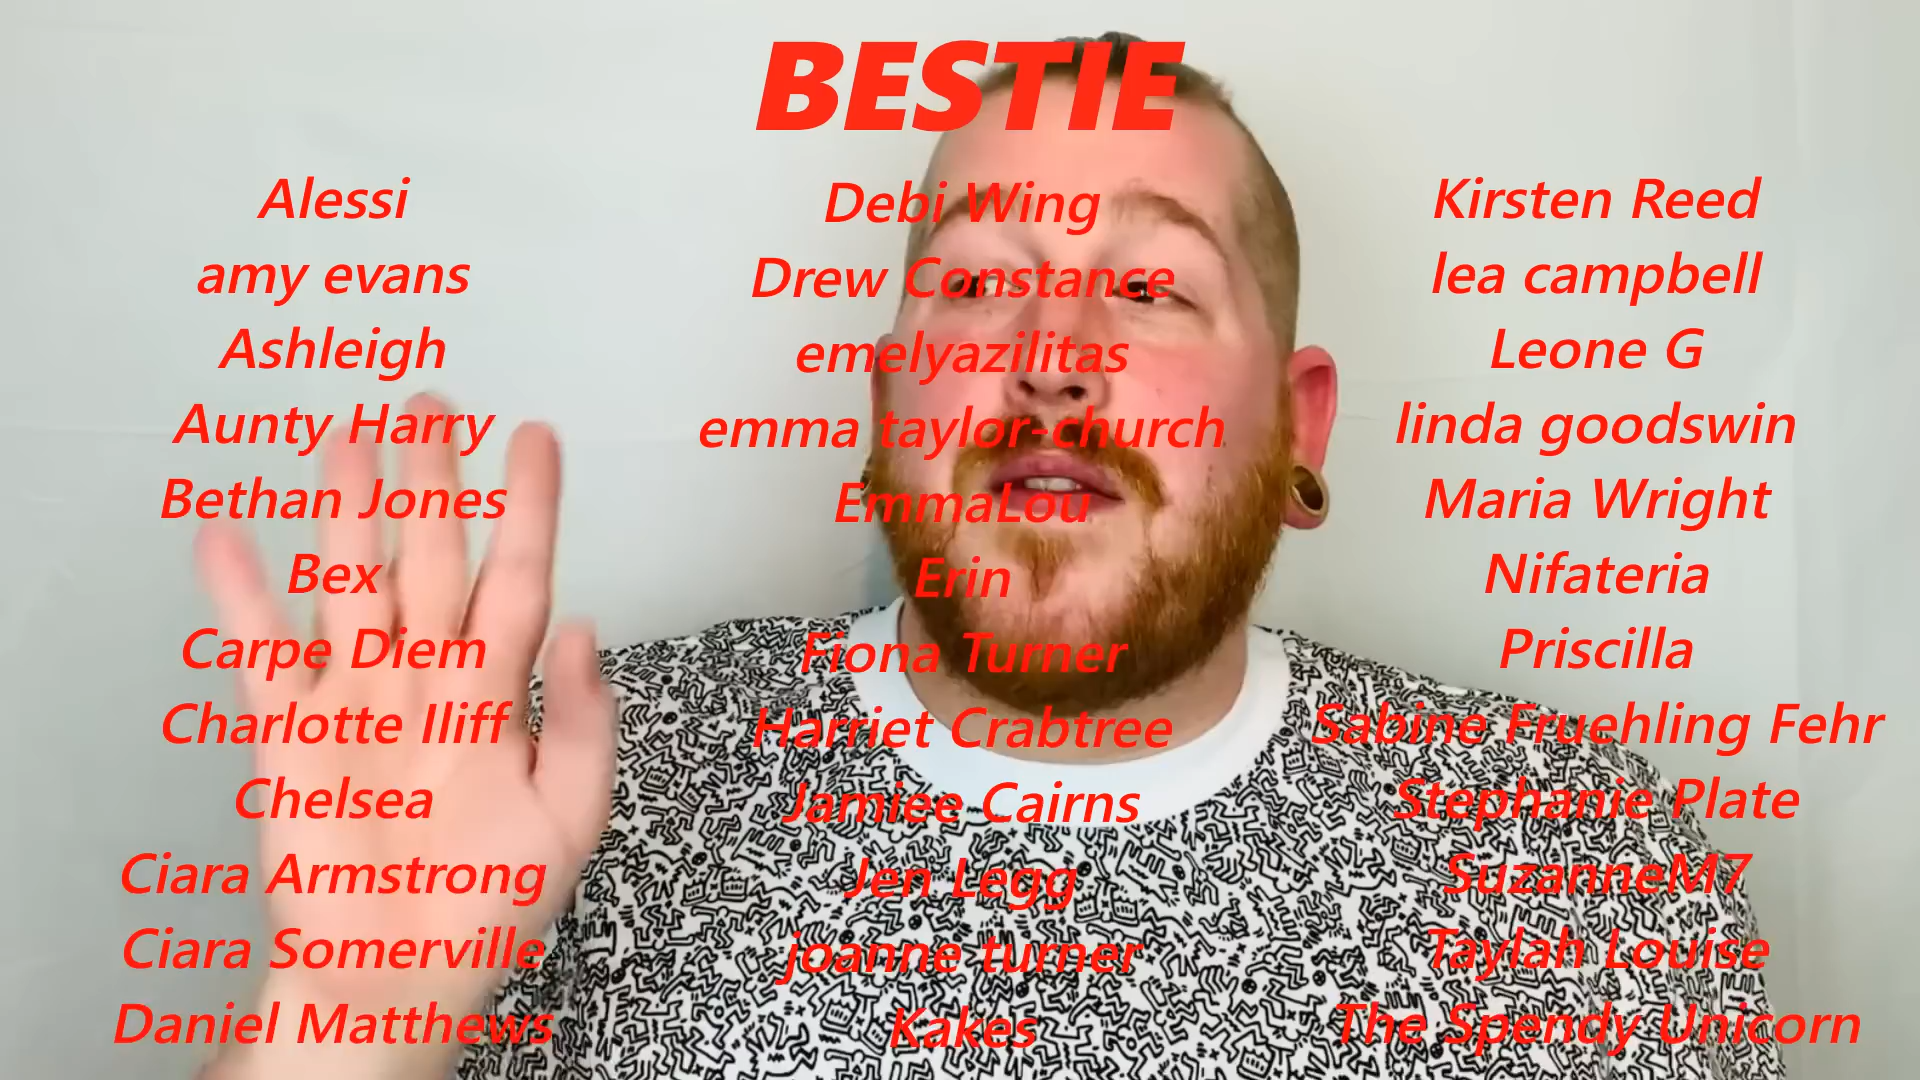 BESTIE
Alessi
amy evans
Ashleigh
Aunty Harry
Bethan Jones
Bex
Carpe Diem
Charlotte Iliff
Chelsea
Ciara Armstrong
Ciara Somerville
Daniel Matthews
Debi Wing
Drew Constance
emelyazilitas
emma taylor-church
EmmaLou
Erin
Fiona Turner
Harriet Crabtree
Jamiee Cairns
Jen Legg
joanne turner
Kakes
Kirsten Reed
lea campbell
Leone G
linda goodswin
Maria Wright
Nifateria
Priscilla
Sabine Fruehling Fehr
Stephanie Plate
SuzanneM7
Taylah Louise
The Spendy Unicorn